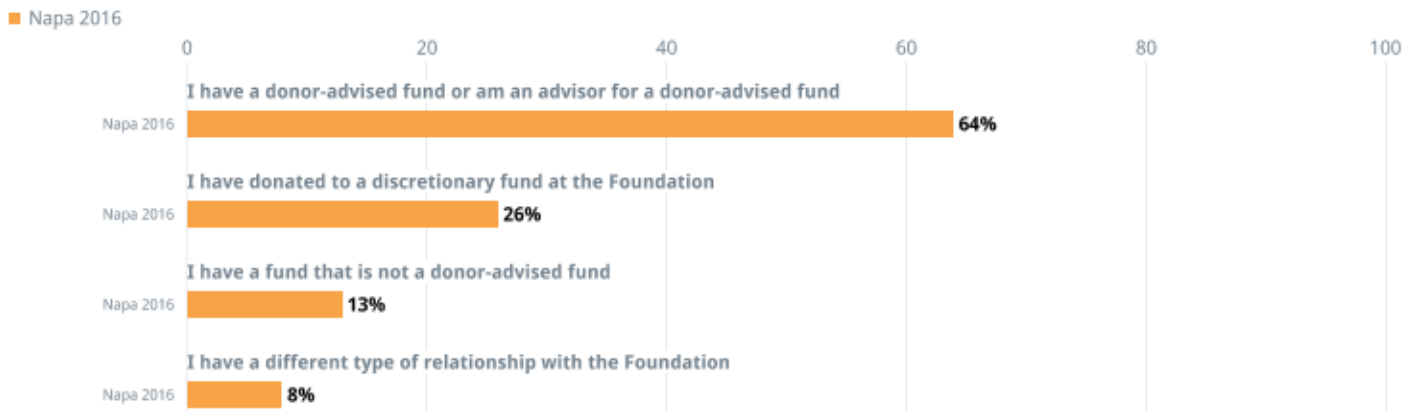 Napa 2016
0 20 40 60 80 100
I have a donor-advised fund or am an advisor for a donor-advised fund
Napa 2016 64%
I have donated to a discretionary fund at the Foundation
Napa 2016 26%
I have a fund that is not a donor-advised fund
Napa 2016 13%
I have a different type of relationship with the Foundation
Napa 2016 8%